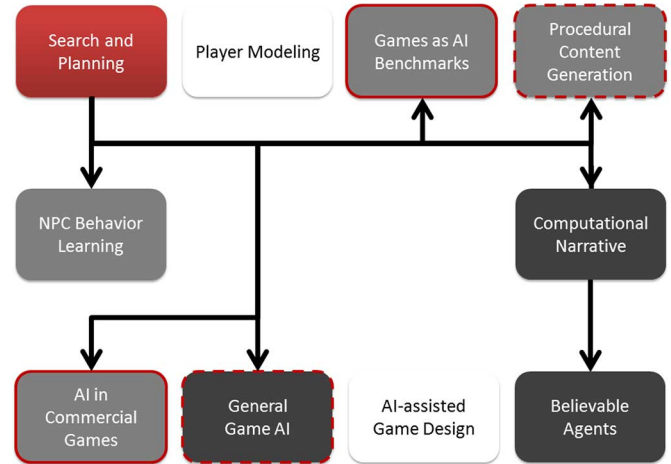 Search and
Planning
Player Modeling
Games as AI
Benchmarks
Procedural
Content
Generation
NPC Behavior
Learning
Computational
Narrative
AI in
Commercial
Games
General
Game AI
AI-assisted
Game Design
Believable
Agents